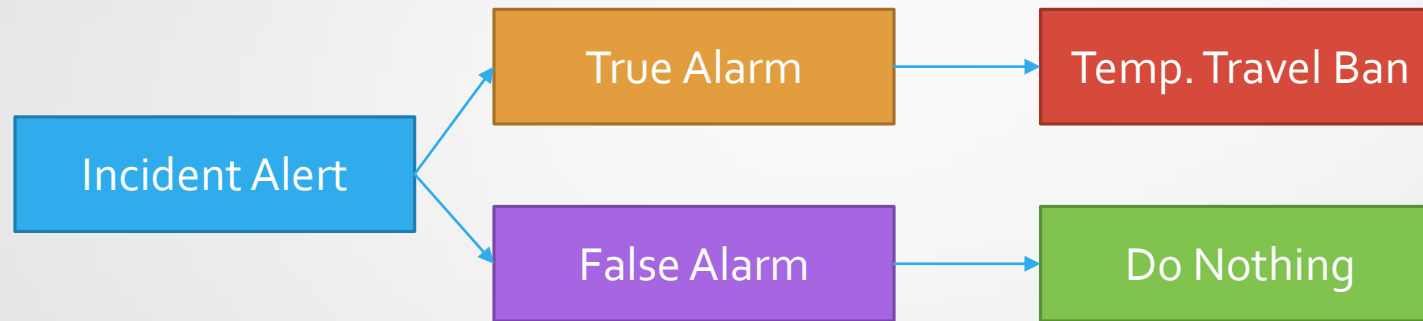 Incident Alert
True Alarm
Temp. Travel Ban
False Alarm
Do Nothing